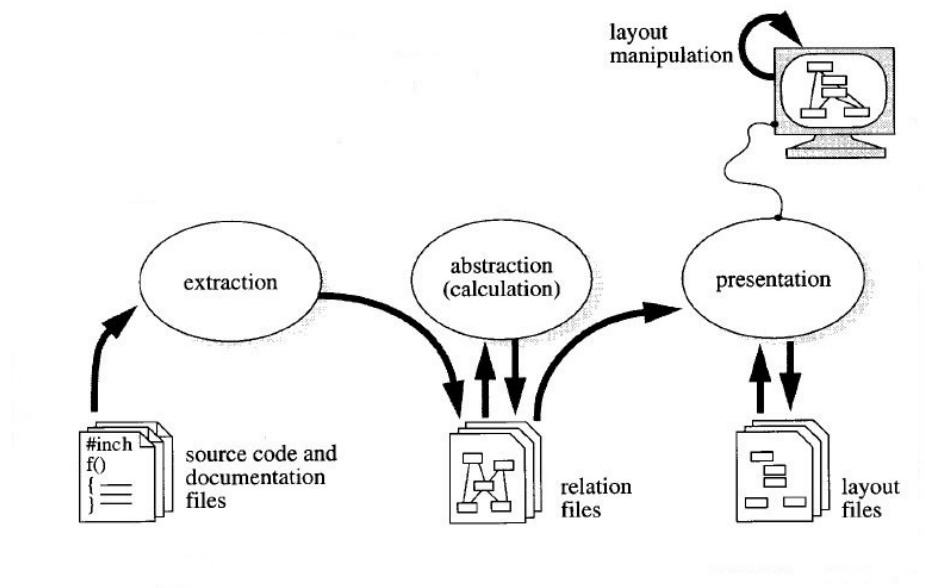 layout
manipulation
extraction
abstraction
(calculation)
presentation
#inch
f()
{
}
source code and
documentation
files
relation
files
layout
files